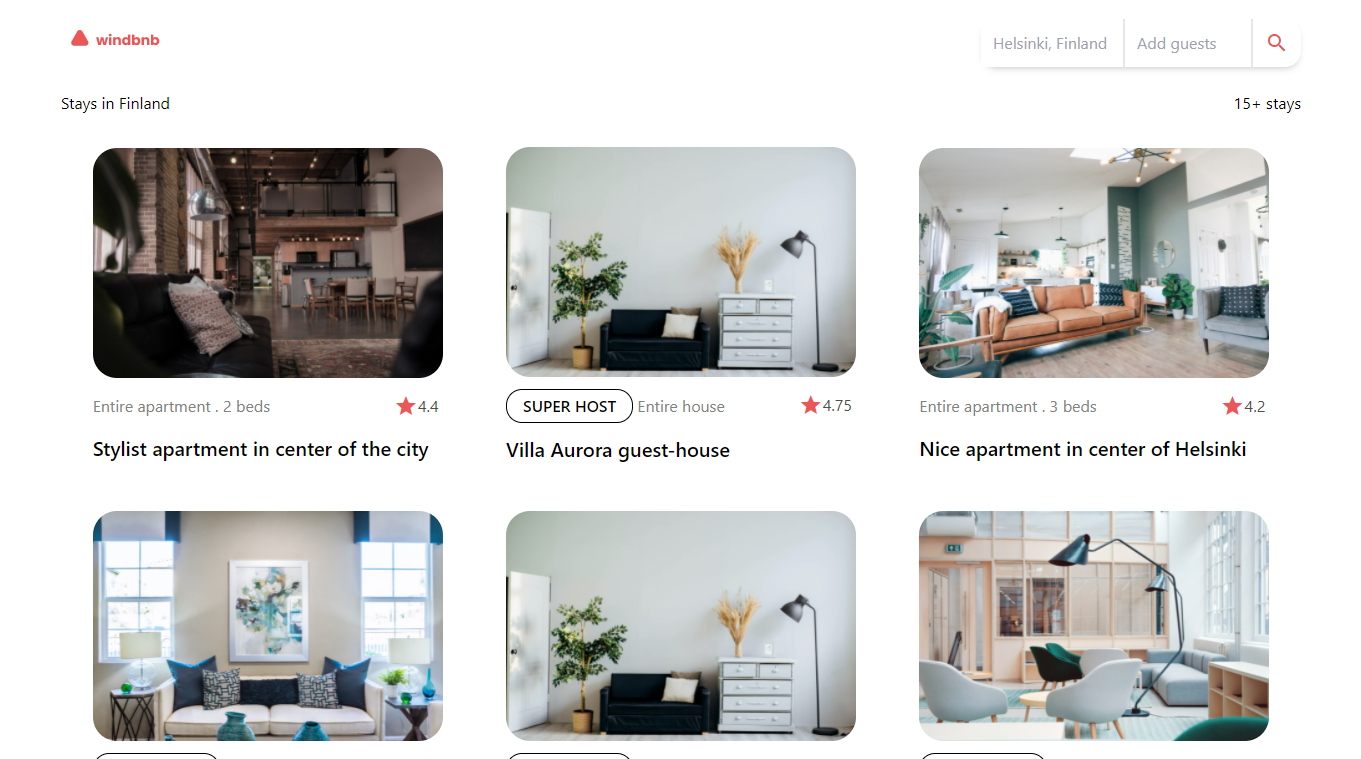 windbnb
Helsinki, Finland
Add guests
Stays in Finland
15+ stays
Entire apartment . 2 beds
4.4
SUPER HOST
Entire house
4.75
Entire apartment . 3 beds
4.2
Stylist apartment in center of the city
Villa Aurora guest-house
Nice apartment in center of Helsinki